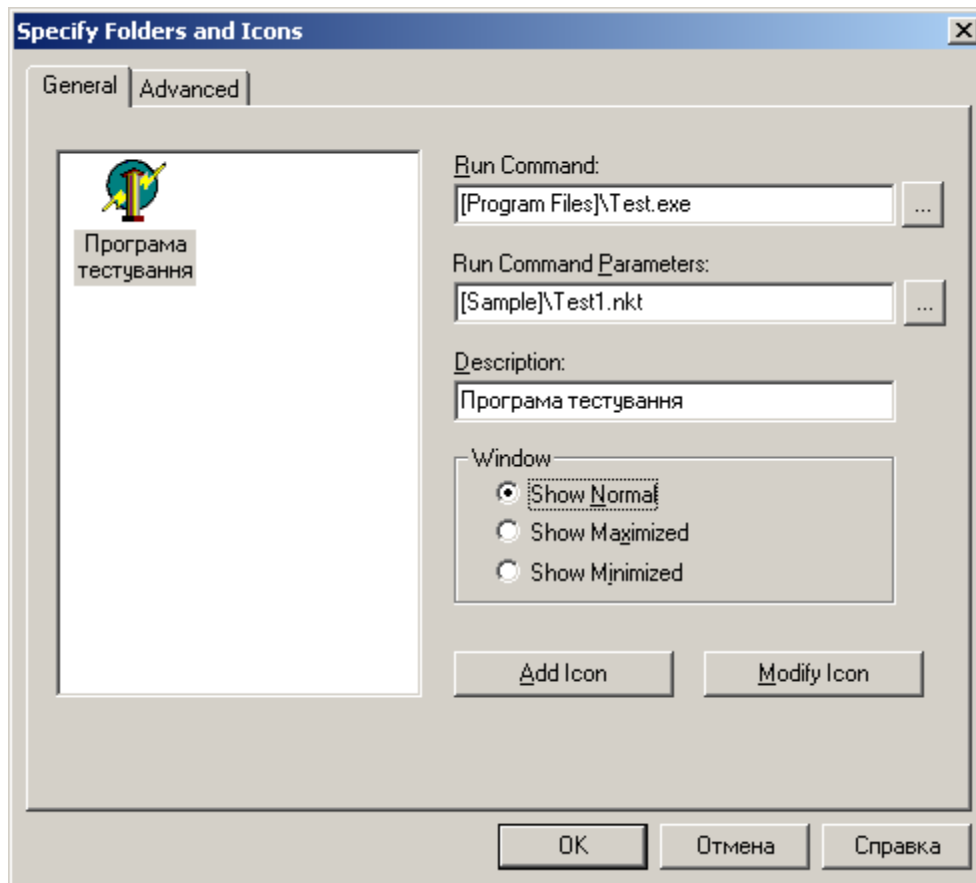 Specify Folders and Icons
General
Advanced
Програма
тестування
Run Command:
[Program Files]\Test.exe
...
Run Command Parameters:
[Sample]\Test1.nkt
...
Description:
Програма тестування
Window
Show Normal
Show Maximized
Show Minimized
Add Icon
Modify Icon
OK
Отмена
Справка